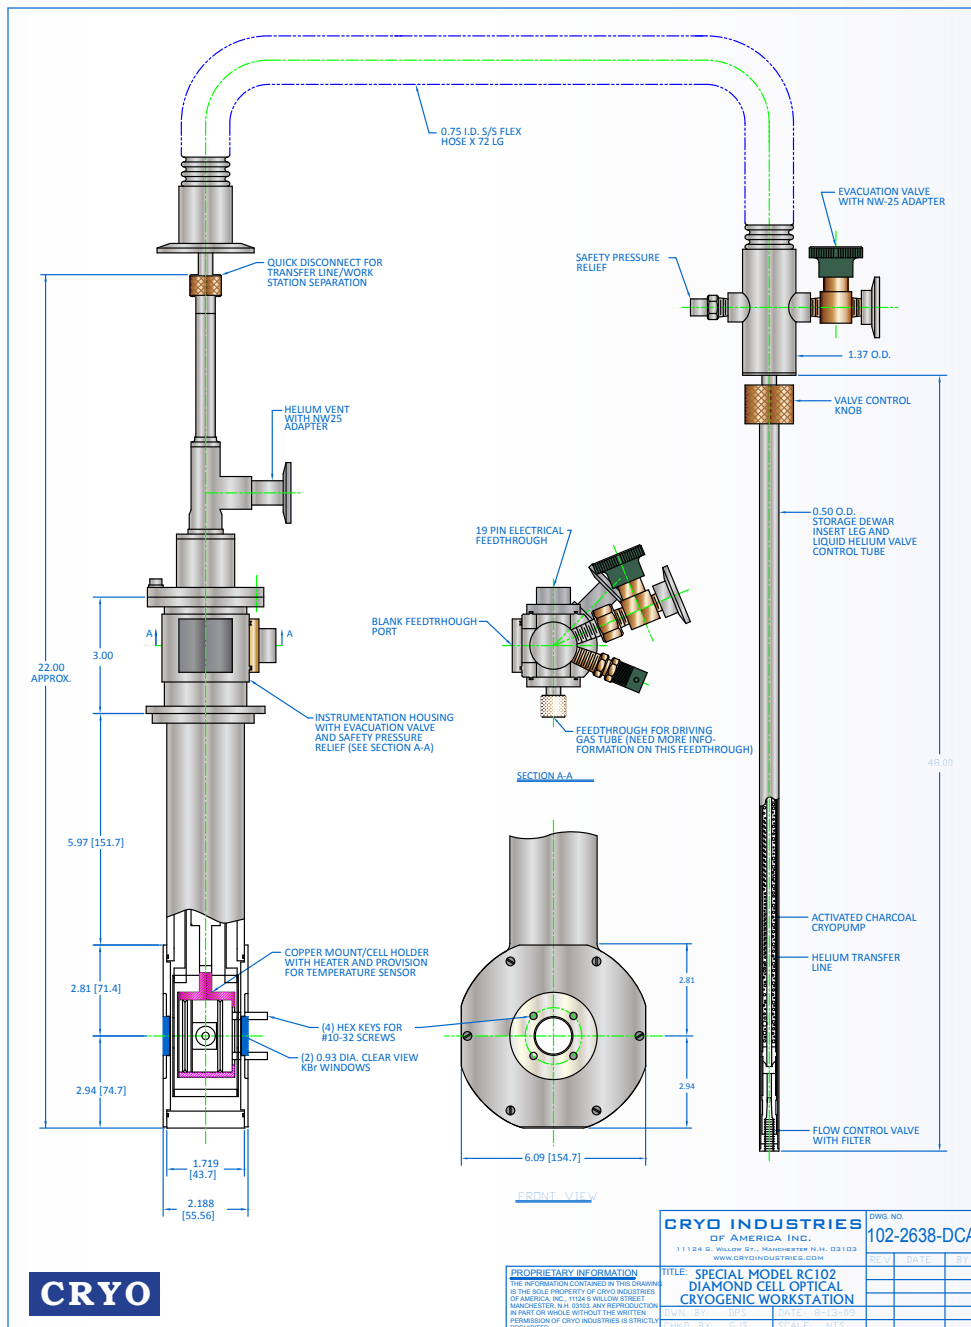 0.75 I.D. S/S FLEX
HOSE X 72 LG
EVACUATION VALVE
WITH NW-25 ADAPTER
SAFETY PRESSURE
RELIEF
QUICK DISCONNECT FOR
TRANSFER LINE/WORK
STATION SEPARATION
1.37 O.D.
VALVE CONTROL
KNOB
HELIUM VENT
WITH NW25
ADAPTER
0.50 O.D.
STORAGE DEWAR
INSERT LEG AND
LIQUID HELIUM VALVE
CONTROL TUBE
19 PIN ELECTRICAL
FEEDTHROUGH
BLANK FEEDTRHOUGH
PORT
A
A
3.00
22.00
APPROX.
INSTRUMENTATION HOUSING
WITH EVACUATION VALVE
AND SAFETY PRESSURE
RELIEF (SEE SECTION A-A)
FEEDTHROUGH FOR DRIVING
GAS TUBE (NEED MORE INFO-
FORMATION ON THIS FEEDTHROUGH)
SECTION A-A
48.00
5.97 [151.7]
ACTIVATED CHARCOAL
CRYOPUMP
COPPER MOUNT/CELL HOLDER
WITH HEATER AND PROVISION
FOR TEMPERATURE SENSOR
HELIUM TRANSFER
LINE
2.81 [71.4]
2.81
(4) HEX KEYS FOR
#10-32 SCREWS
(2) 0.93 DIA. CLEAR VIEW
KBr WINDOWS
2.94 [74.7]
2.94
FLOW CONTROL VALVE
WITH FILTER
1.719
[43.7]
6.09 [154.7]
2.188
[55.56]
FRONT VIEW
CRYO INDUSTRIES
OF AMERICA INC.
11124 S. WILLOW ST., MANCHESTER N.H. 03103
WWW.CRYOINDUSTRIES.COM
DWG. NO.
102-2638-DCA
REV DATE BY
TITLE: SPECIAL MODEL RC102
DIAMOND CELL OPTICAL
CRYOGENIC WORKSTATION
DWN. BY: DPS DATE: 8-13-09
CHKD. BY: GJS SCALE: NTS
PROPRIETARY INFORMATION
THE INFORMATION CONTAINED IN THIS DRAWING
IS THE SOLE PROPERTY OF CRYO INDUSTRIES
OF AMERICA, INC., 11124 S WILLOW STREET
MANCHESTER, N.H. 03103. ANY REPRODUCTION
IN PART OR WHOLE WITHOUT THE WRITTEN
PERMISSION OF CRYO INDUSTRIES IS STRICTLY
PROHIBITED
CRYO